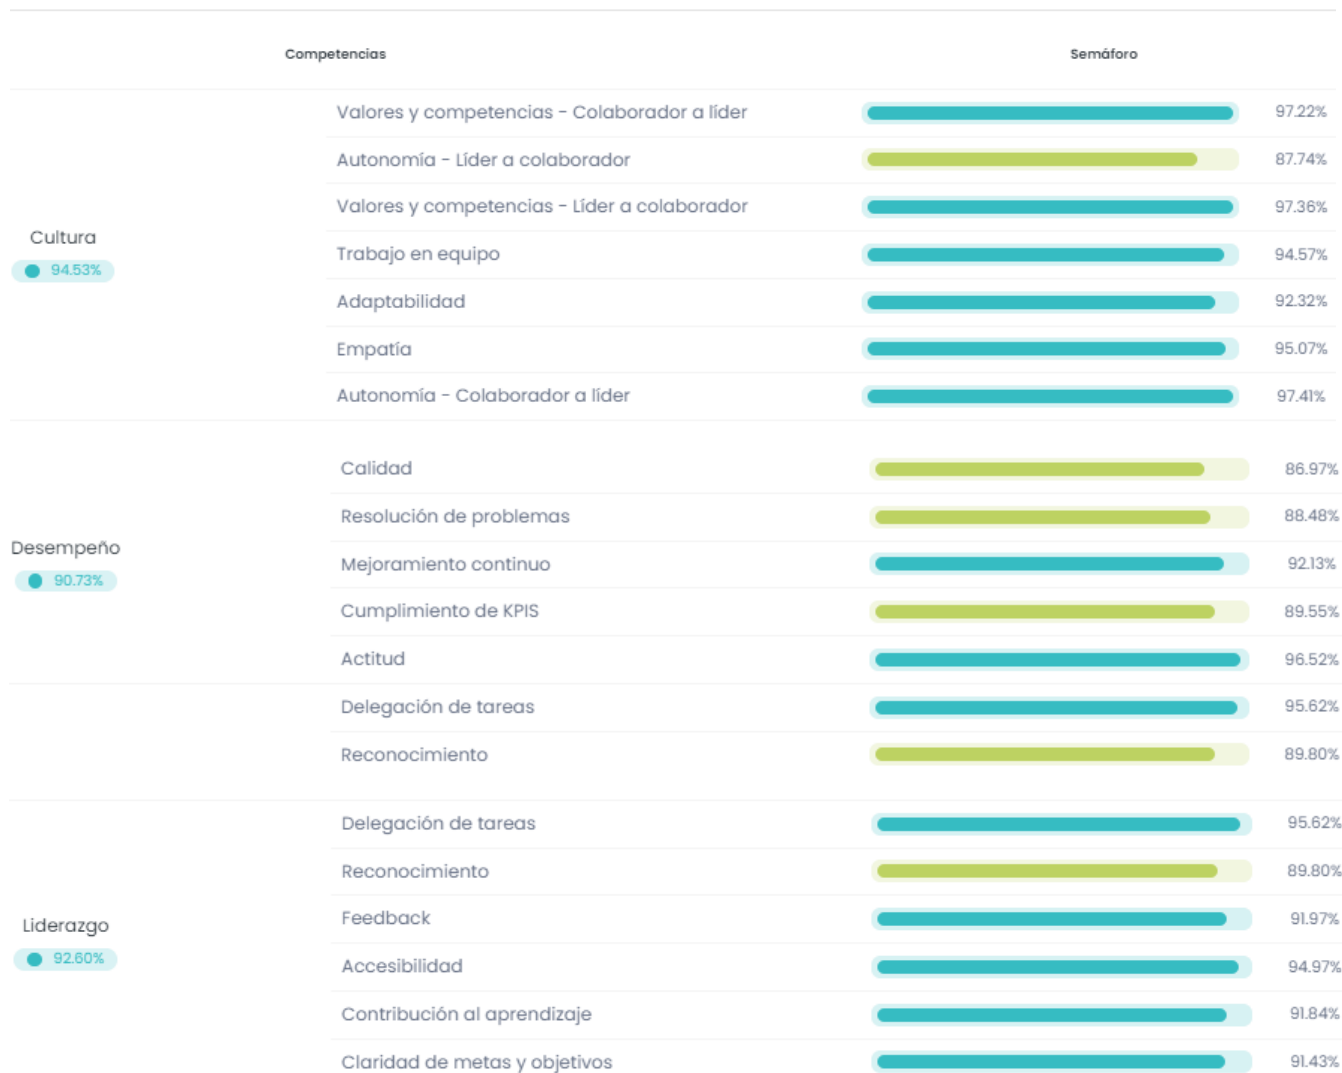 Competencias Semáforo
Valores y competencias - Colaborador a líder 97.22%
Autonomía - Líder a colaborador 87.74%
Valores y competencias - Líder a colaborador 97.36%
Cultura
Trabajo en equipo 94.57%
94.53%
Adaptabilidad 92.32%
Empatía 95.07%
Autonomía - Colaborador a líder 97.41%
Calidad 86.97%
Resolución de problemas 88.48%
Desempeño
Mejoramiento continuo 92.13%
90.73%
Cumplimiento de KPIS 89.55%
Actitud 96.52%
Delegación de tareas 95.62%
Reconocimiento 89.80%
Delegación de tareas 95.62%
Reconocimiento 89.80%
Feedback 91.97%
Liderazgo
92.60%
Accesibilidad 94.97%
Contribución al aprendizaje 91.84%
Claridad de metas y objetivos 91.43%